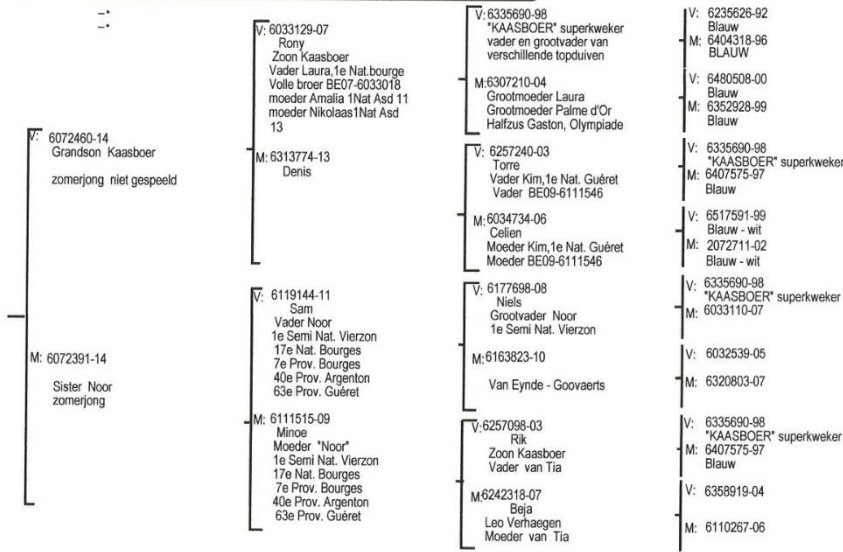 V: 6072460-14
Grandson Kaasboer
zomerjong niet gespeeld
M: 6072391-14
Sister Noor
zomerjong
V: 6033129-07
Rony
Zoon Kaasboer
Vader Laura,1e Nat.bourge
Volle broer BE07-6033018
moeder Amalia 1Nat Asd 11
moeder Nikolaas1Nat Asd
13
M: 6313774-13
Denis
V: 6119144-11
Sam
Vader Noor
1e Semi Nat. Vierzon
17e Nat. Bourges
7e Prov. Bourges
40e Prov. Argenton
63e Prov. Guéret
M: 6111515-09
Minoe
Moeder "Noor"
1e Semi Nat. Vierzon
17e Nat. Bourges
7e Prov. Bourges
40e Prov. Argenton
63e Prov. Guéret
V: 6335690-98
"KAASBOER" superkweker
vader en grootvader van
verschillende topduiven
M:6307210-04
Grootmoeder Laura
Grootmoeder Palme d'Or
Halfzus Gaston, Olympiade
V: 6257240-03
Torre
Vader Kim,1e Nat. Guéret
Vader BE09-6111546
M:6034734-06
Celien
Moeder Kim,1e Nat. Guéret
Moeder BE09-6111546
V: 6177698-08
Niels
Grootvader Noor
1e Semi Nat. Vierzon
M:6163823-10
Van Eynde - Goovaerts
V:6257098-03
Rik
Zoon Kaasboer
Vader van Tia
M:6242318-07
Beja
Leo Verhaegen
Moeder van Tia
V: 6235626-92
Blauw
M: 6404318-96
BLAUW
V: 6480508-00
Blauw
M: 6352928-99
Blauw
V: 6335690-98
"KAASBOER" superkweker
M: 6407575-97
Blauw
V: 6517591-99
Blauw - wit
M: 2072711-02
Blauw - wit
V: 6335690-98
"KAASBOER" superkweker
M: 6033110-07
V: 6032539-05
M: 6320803-07
V: 6335690-98
"KAASBOER" superkweker
M: 6407575-97
Blauw
V: 6358919-04
M: 6110267-06